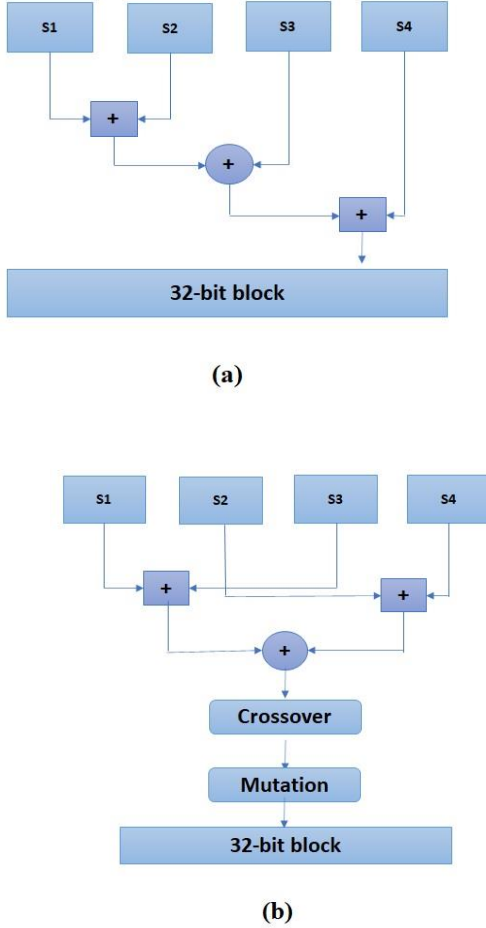 S1 S2 S3 S4
+
+
+
32-bit block
(a)
S1 S2 S3 S4
+ +
+
Crossover
Mutation
32-bit block
(b)